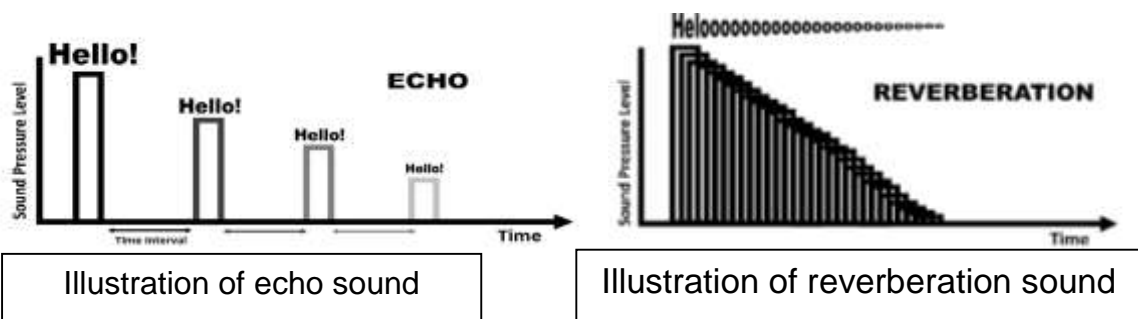 Hello!
ECHO
Hello!
Hello!
Hello!
Sound Pressure Level
Time Interval
Time
Illustration of echo sound
Helooooooooooooooooooooooooo
REVERBERATION
Sound Pressure Level
Time
Illustration of reverberation sound